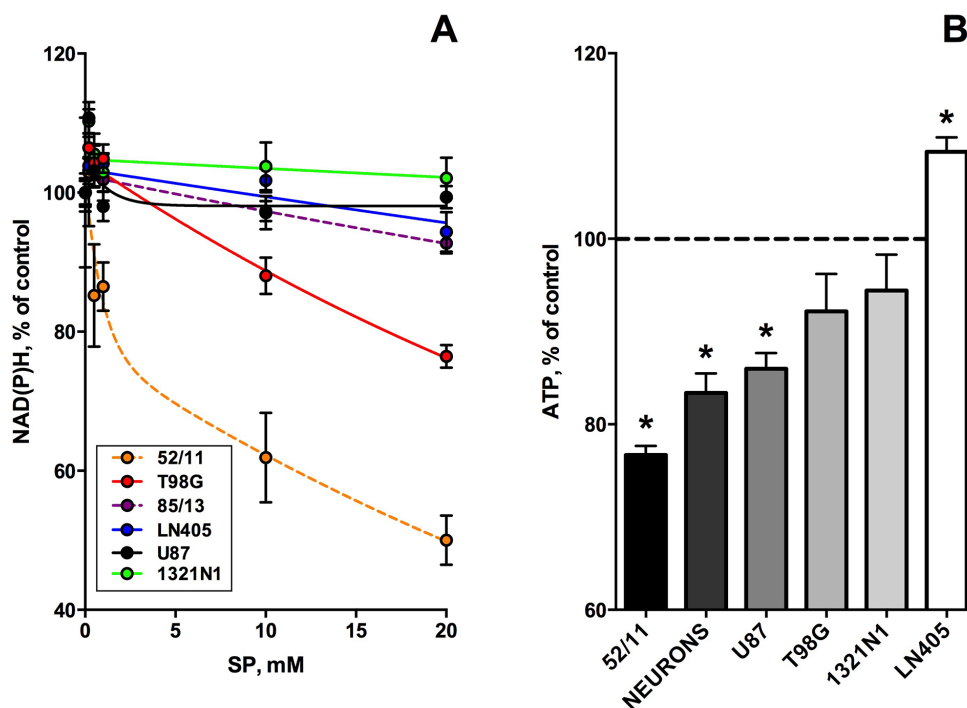 A
NAD(P)H, % of control
120
100
80
60
40
0
5
10
15
20
SP, mM
52/11
T98G
85/13
LN405
U87
1321N1
B
ATP, % of control
120
100
80
60
*
*
*
*
52/11
NEURONS
U87
T98G
1321N1
LN405